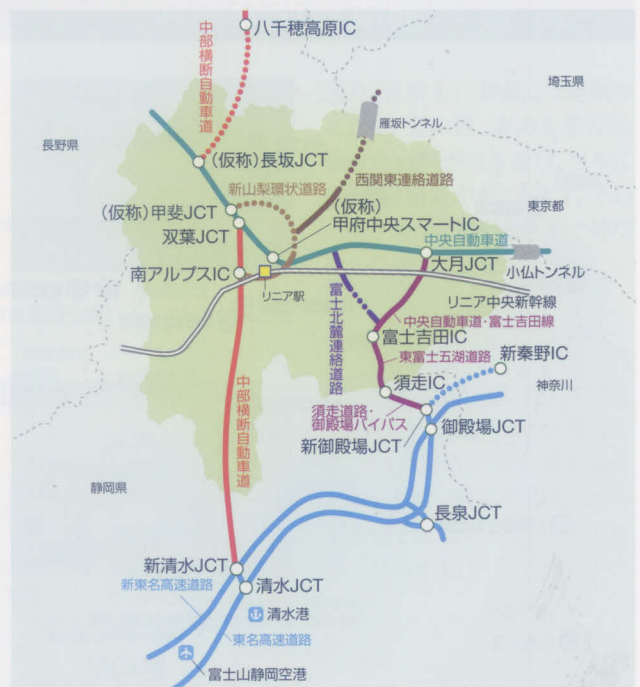 八千穂高原IC
中部横断自動車道
埼玉県
雁坂トンネル
長野県
(仮称)長坂JCT
西関東連絡道路
新山梨環状道路
(仮称)
甲府中央スマートIC
(仮称)甲斐JCT
双葉JCT
東京都
中央自動車道
大月JCT
小仏トンネル
南アルプスIC
リニア駅
リニア中央新幹線
富士北麓連絡道路
中央自動車道・富士吉田線
富士吉田IC
東富士五湖道路
新秦野IC
須走IC
神奈川
中部横断自動車道
須走道路・
御殿場バイパス
新御殿場JCT
御殿場JCT
静岡県
長泉JCT
新清水JCT
新東名高速道路
清水JCT
清水港
東名高速道路
富士山静岡空港